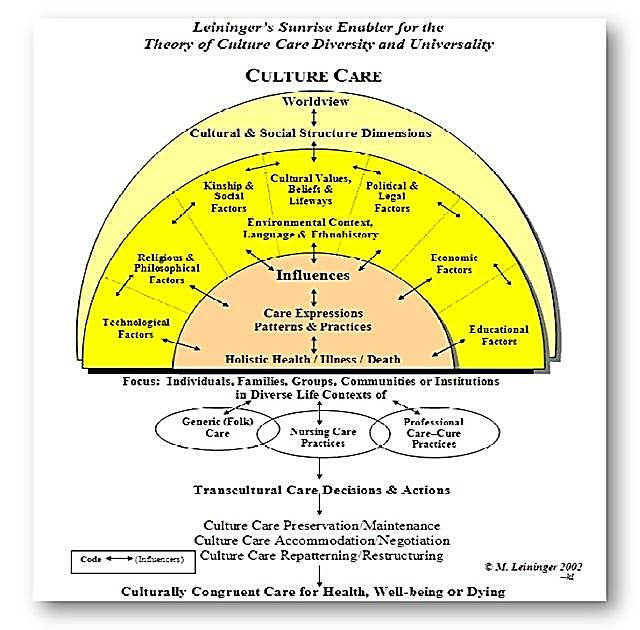 Leininger's Sunrise Enabler for the
Theory of Culture Care Diversity and Universality
CULTURE CARE
Worldview
Cultural & Social Structure Dimensions
Kinship &
Social
Factors
Cultural Values,
Beliefs &
Lifeways
Political &
Legal
Factors
Environmental Context,
Language & Ethnohistory
Religious &
Philosophical
Factors
Influences
Economic
Factors
Care Expressions
Patterns & Practices
Technological
Factors
Educational
Factors
Holistic Health / Illness / Death
Focus: Individuals, Families, Groups, Communities or Institutions
in Diverse Life Contexts of
Generic (Folk)
Care
Nursing Care
Practices
Professional
Care–Cure
Practices
Transcultural Care Decisions & Actions
Culture Care Preservation/Maintenance
Culture Care Accommodation/Negotiation
Culture Care Repatterning/Restructuring
Code (Influencers)
© M. Leininger 2002
Culturally Congruent Care for Health, Well-being or Dying